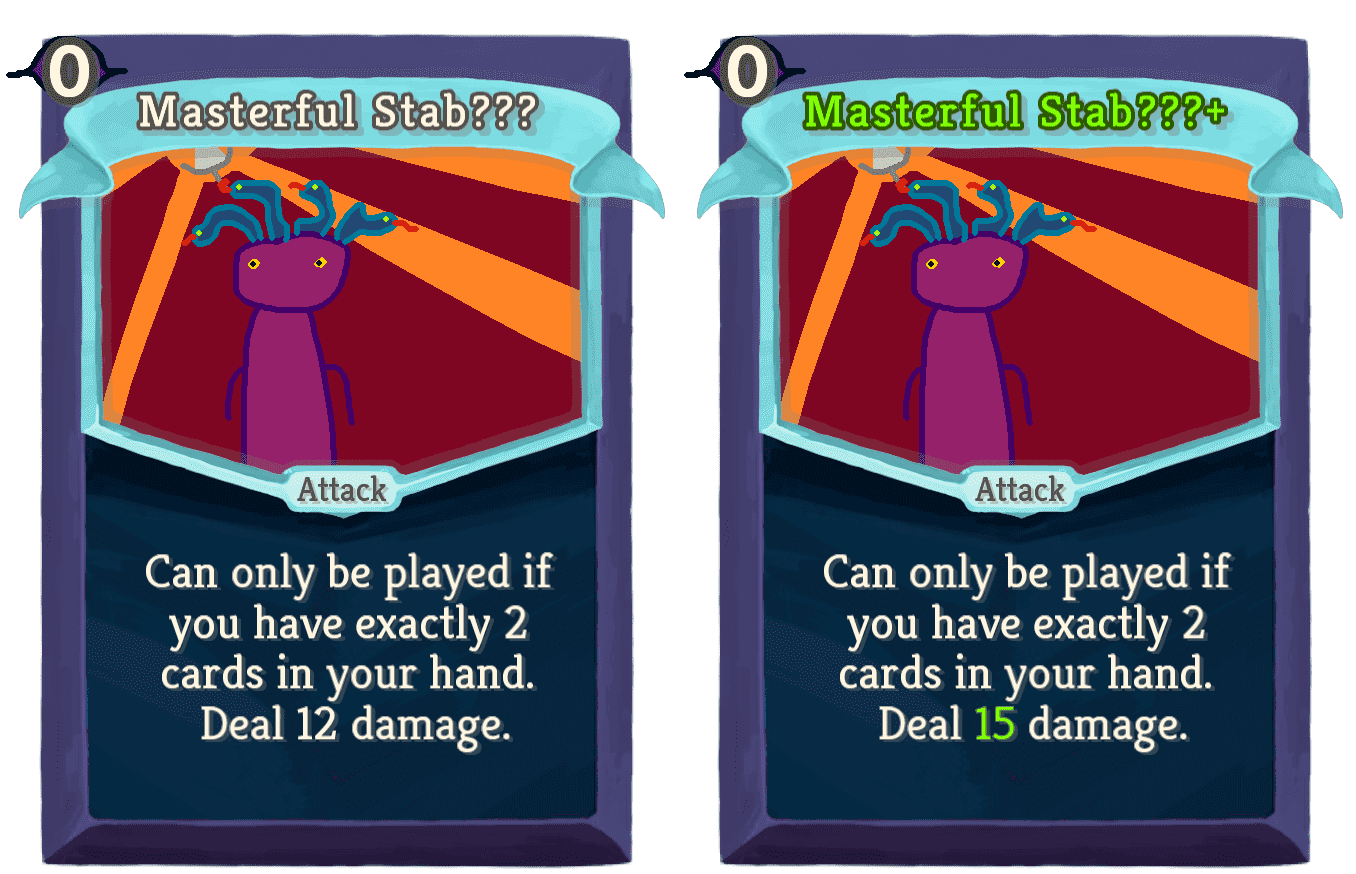 0
Masterful Stab???
Attack
Can only be played if
you have exactly 2
cards in your hand.
Deal 12 damage.
0
Masterful Stab???+
Attack
Can only be played if
you have exactly 2
cards in your hand.
Deal 15 damage.